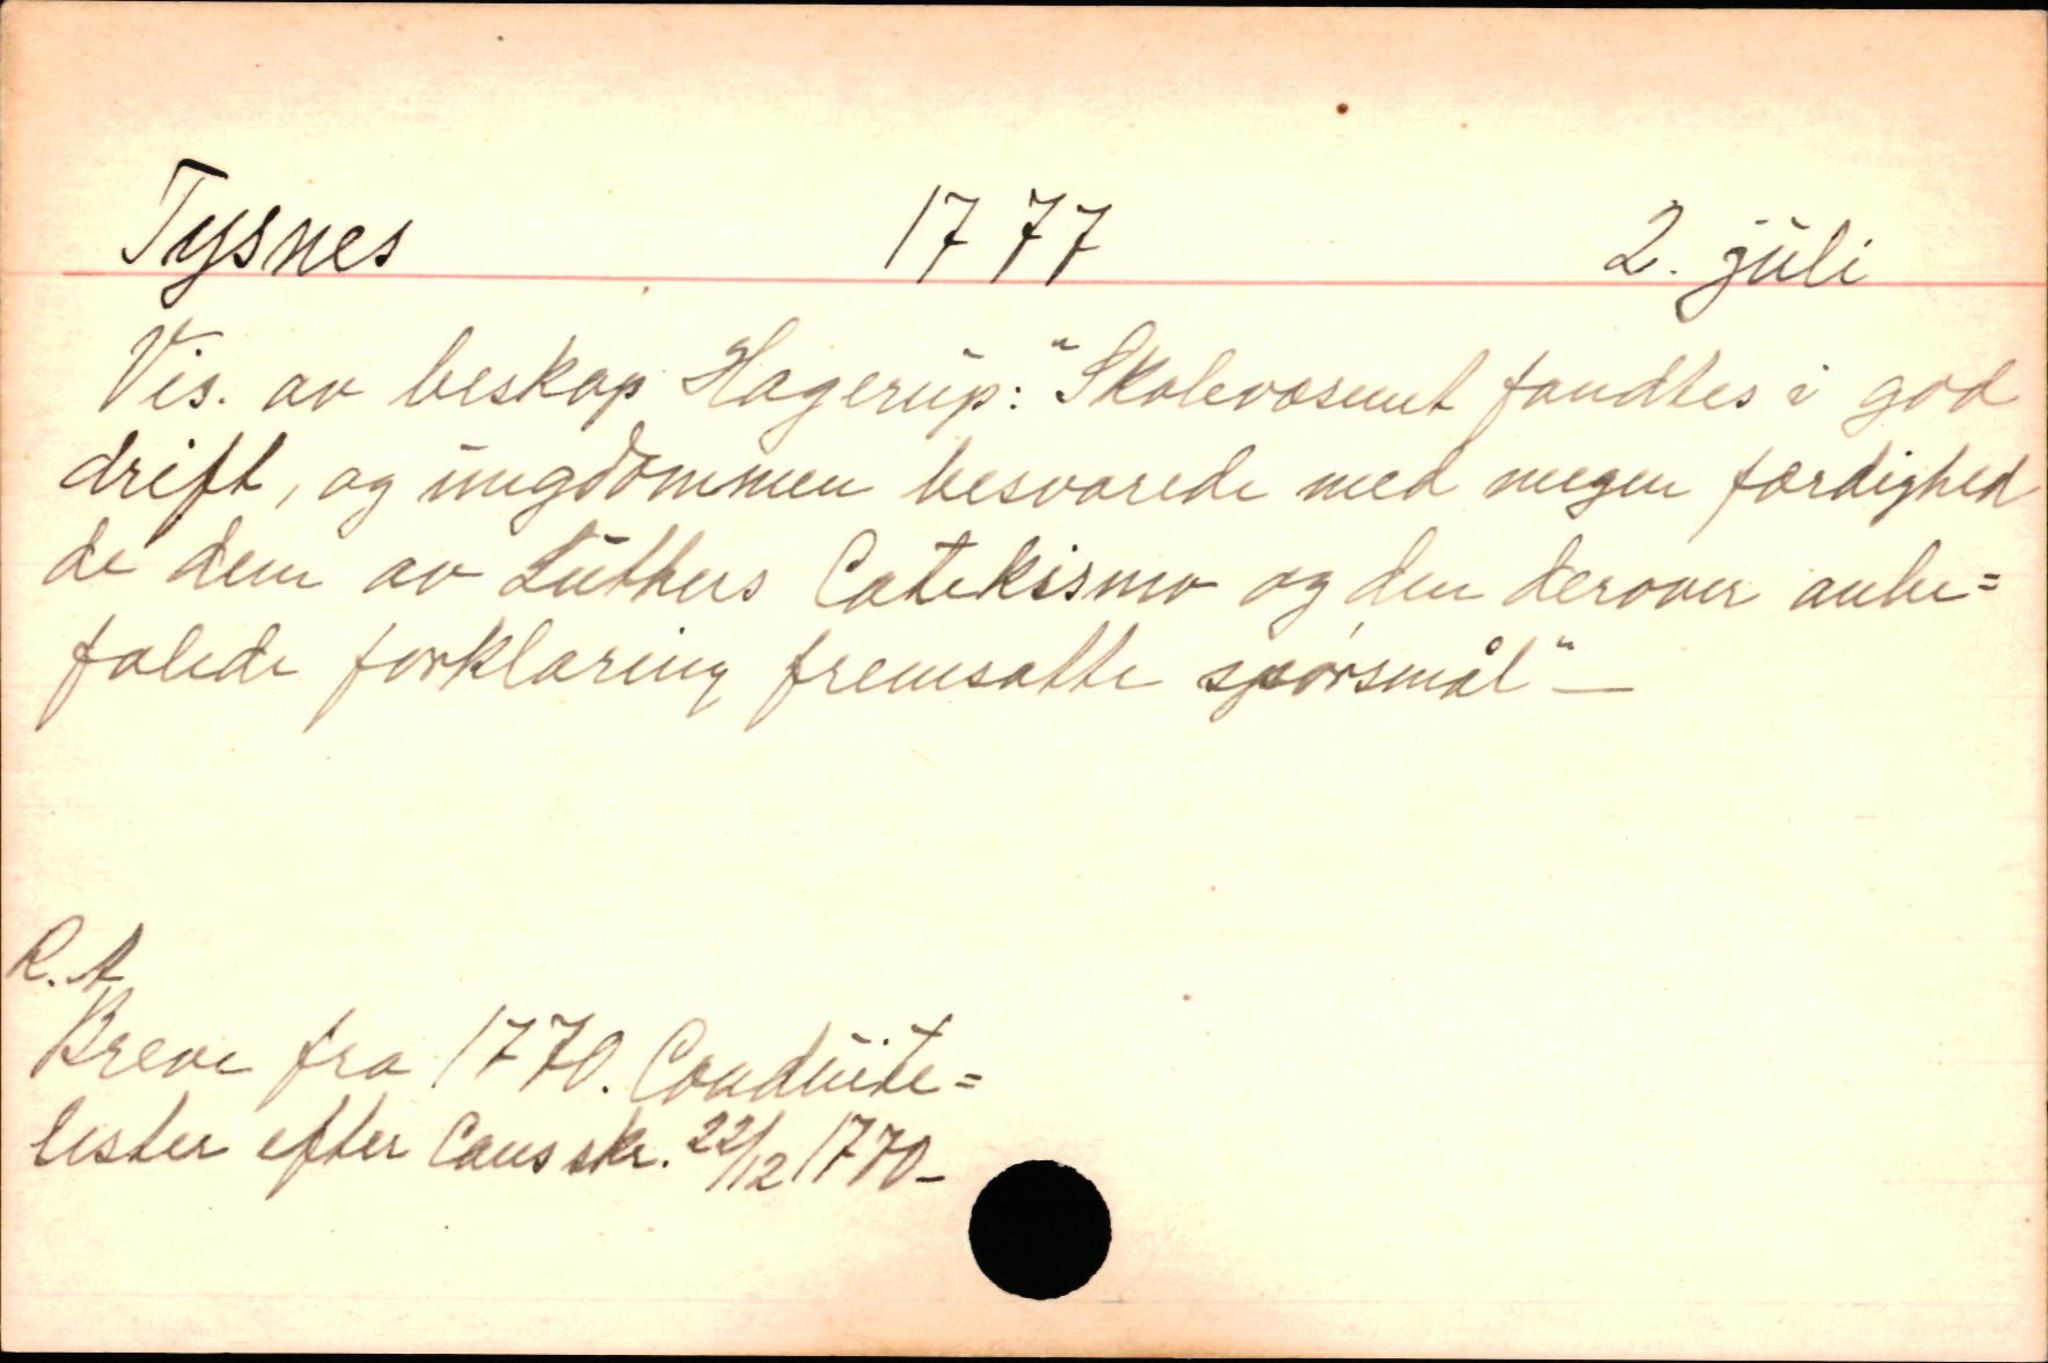 Tysnes 1777 2. juli
Vis. av beskop Hagerup: "Skolevæsenet fandtes i god
drift, og ungdommen besvarede med megen færdighed
de dem av Luthers Catekismo og den derover anbe=
falede forklaring fremsatte spørsmål" —
R. A
Breve fra 1770. Conduite=
lister efter Cans skr. 22/12 1770 -